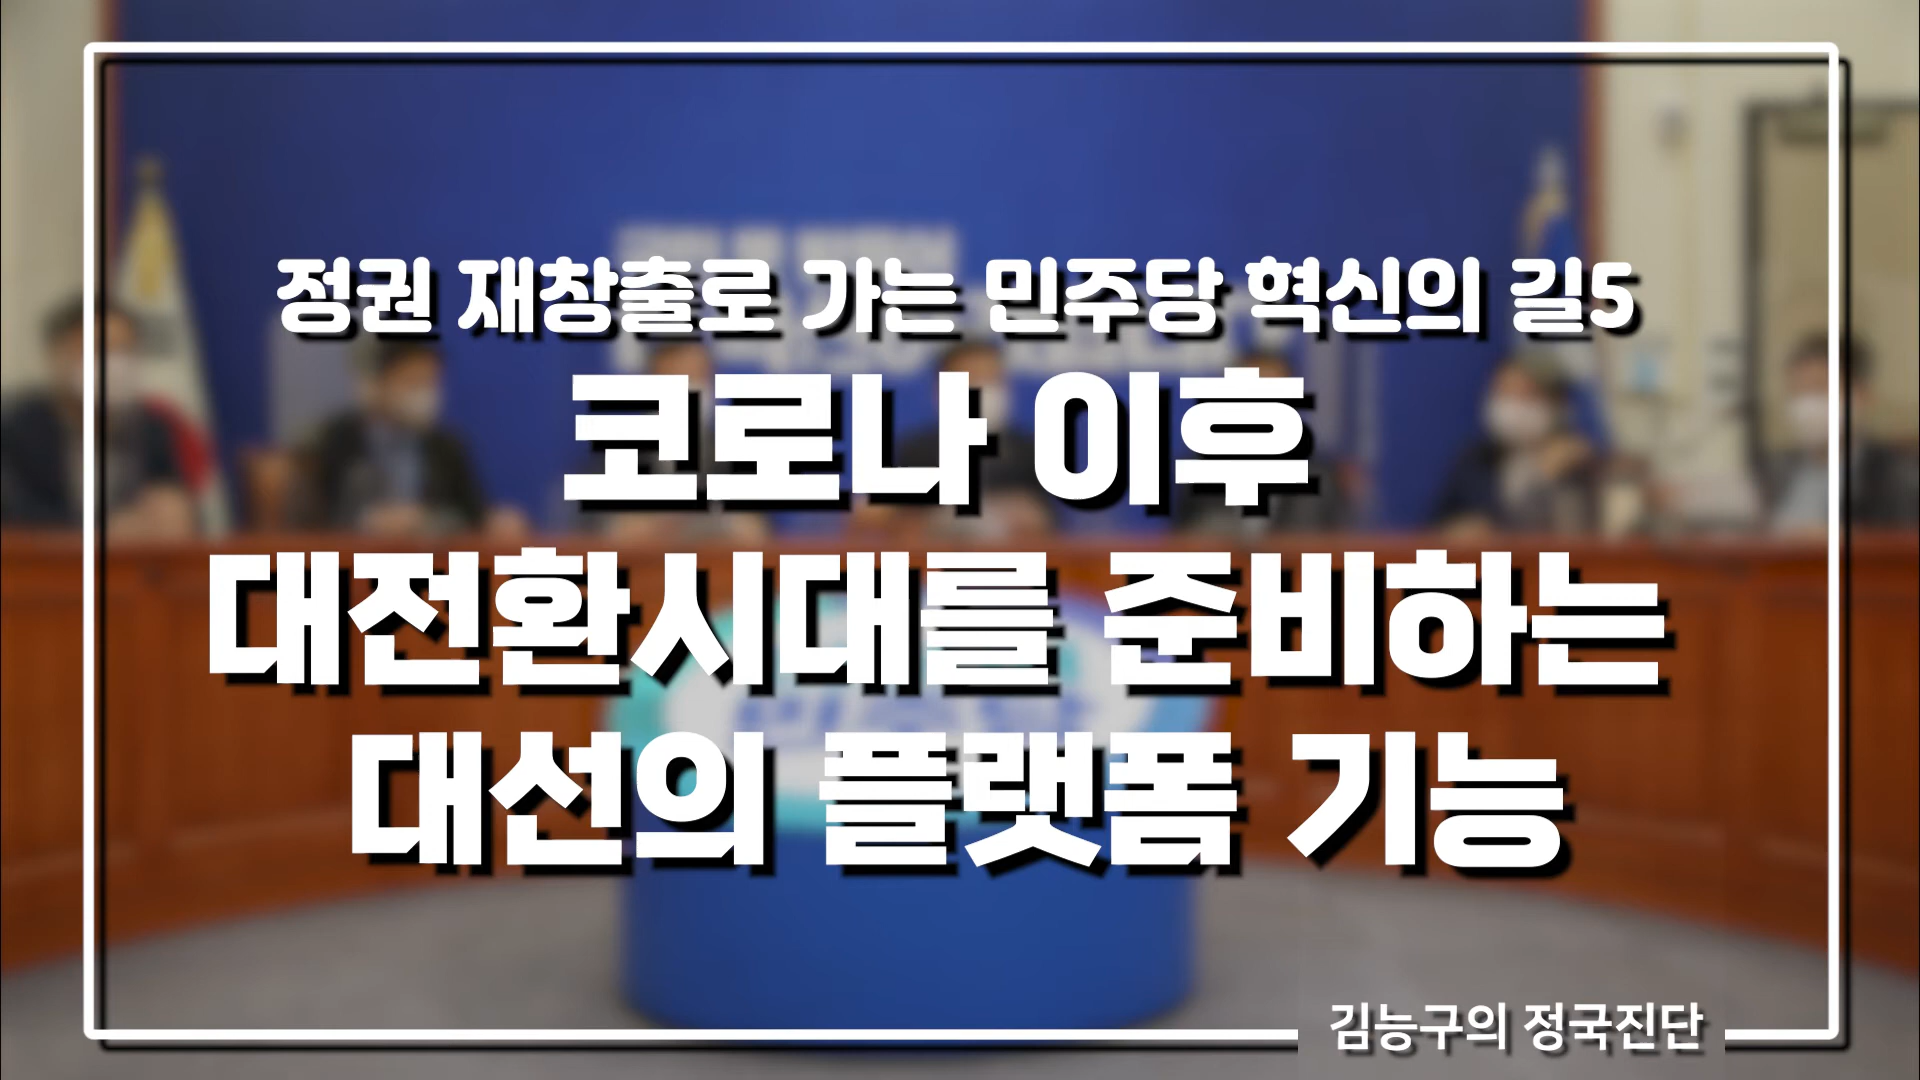 정권 재창출로 가는 민주당 혁신의 길5
코로나 이후
대전환시대를 준비하는
대선의 플랫폼 기능
김능구의 정국진단